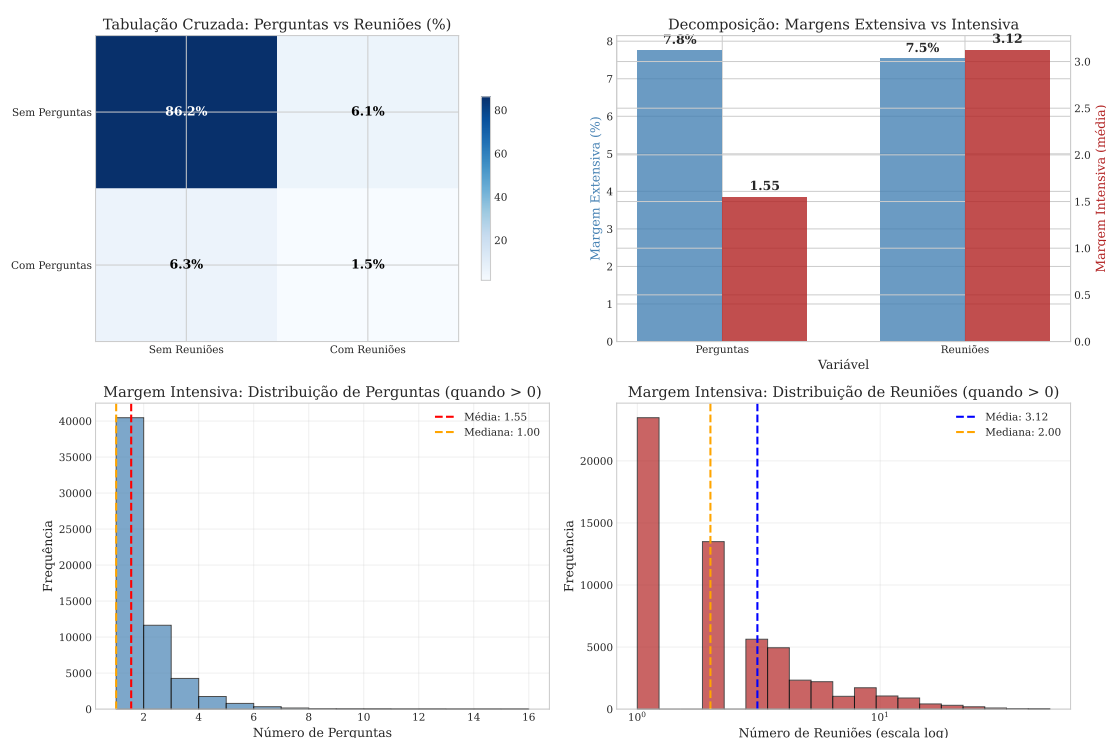 Tabulação Cruzada: Perguntas vs Reuniões (%)
Sem Perguntas
Com Perguntas
86.2%
6.1%
6.3%
1.5%
Sem Reuniões
Com Reuniões
80
60
40
20
Decomposição: Margens Extensiva vs Intensiva
Margem Extensiva (%)
8
7
6
5
4
3
2
1
0
7.8%
1.55
7.5%
3.12
3.0
2.5
2.0
1.5
1.0
0.5
0.0
Margem Intensiva (média)
Perguntas
Reuniões
Variável
Margem Intensiva: Distribuição de Perguntas (quando > 0)
Frequência
40000
35000
30000
25000
20000
15000
10000
5000
0
Média: 1.55
Mediana: 1.00
2
4
6
8
10
12
14
16
Número de Perguntas
Margem Intensiva: Distribuição de Reuniões (quando > 0)
Frequência
20000
15000
10000
5000
0
Média: 3.12
Mediana: 2.00
10⁰
10¹
Número de Reuniões (escala log)